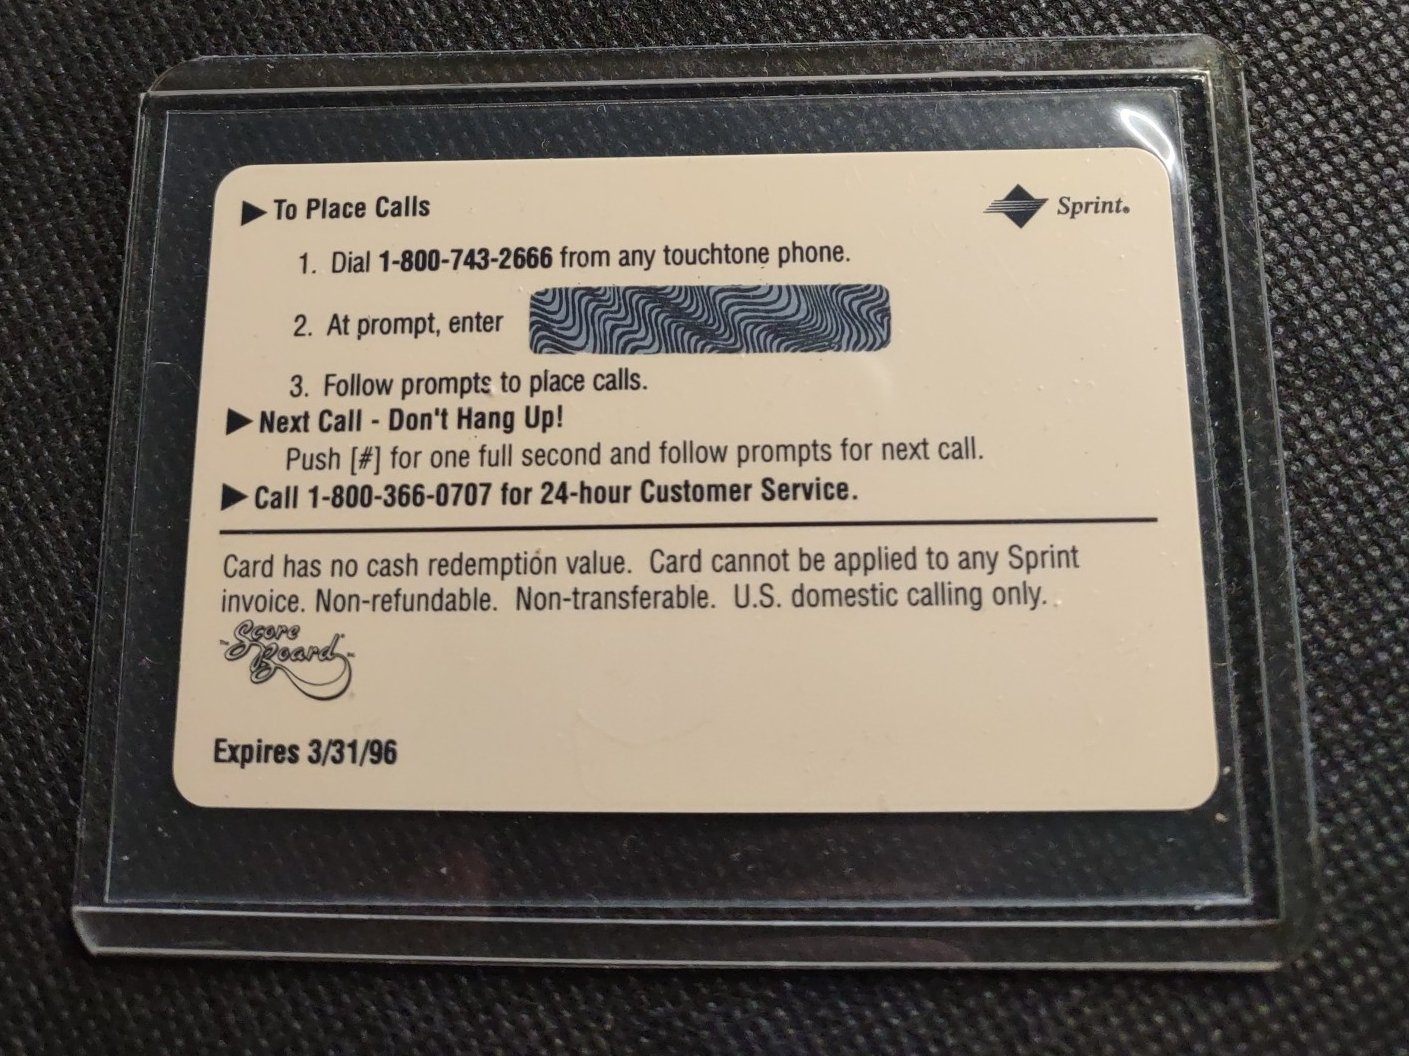 ▶ To Place Calls
Sprint.
1. Dial 1-800-743-2666 from any touchtone phone.
2. At prompt, enter
3. Follow prompts to place calls.
▶ Next Call - Don't Hang Up!
Push [#] for one full second and follow prompts for next call.
▶ Call 1-800-366-0707 for 24-hour Customer Service.
Card has no cash redemption value. Card cannot be applied to any Sprint
invoice. Non-refundable. Non-transferable. U.S. domestic calling only.
The Score
Board
Expires 3/31/96